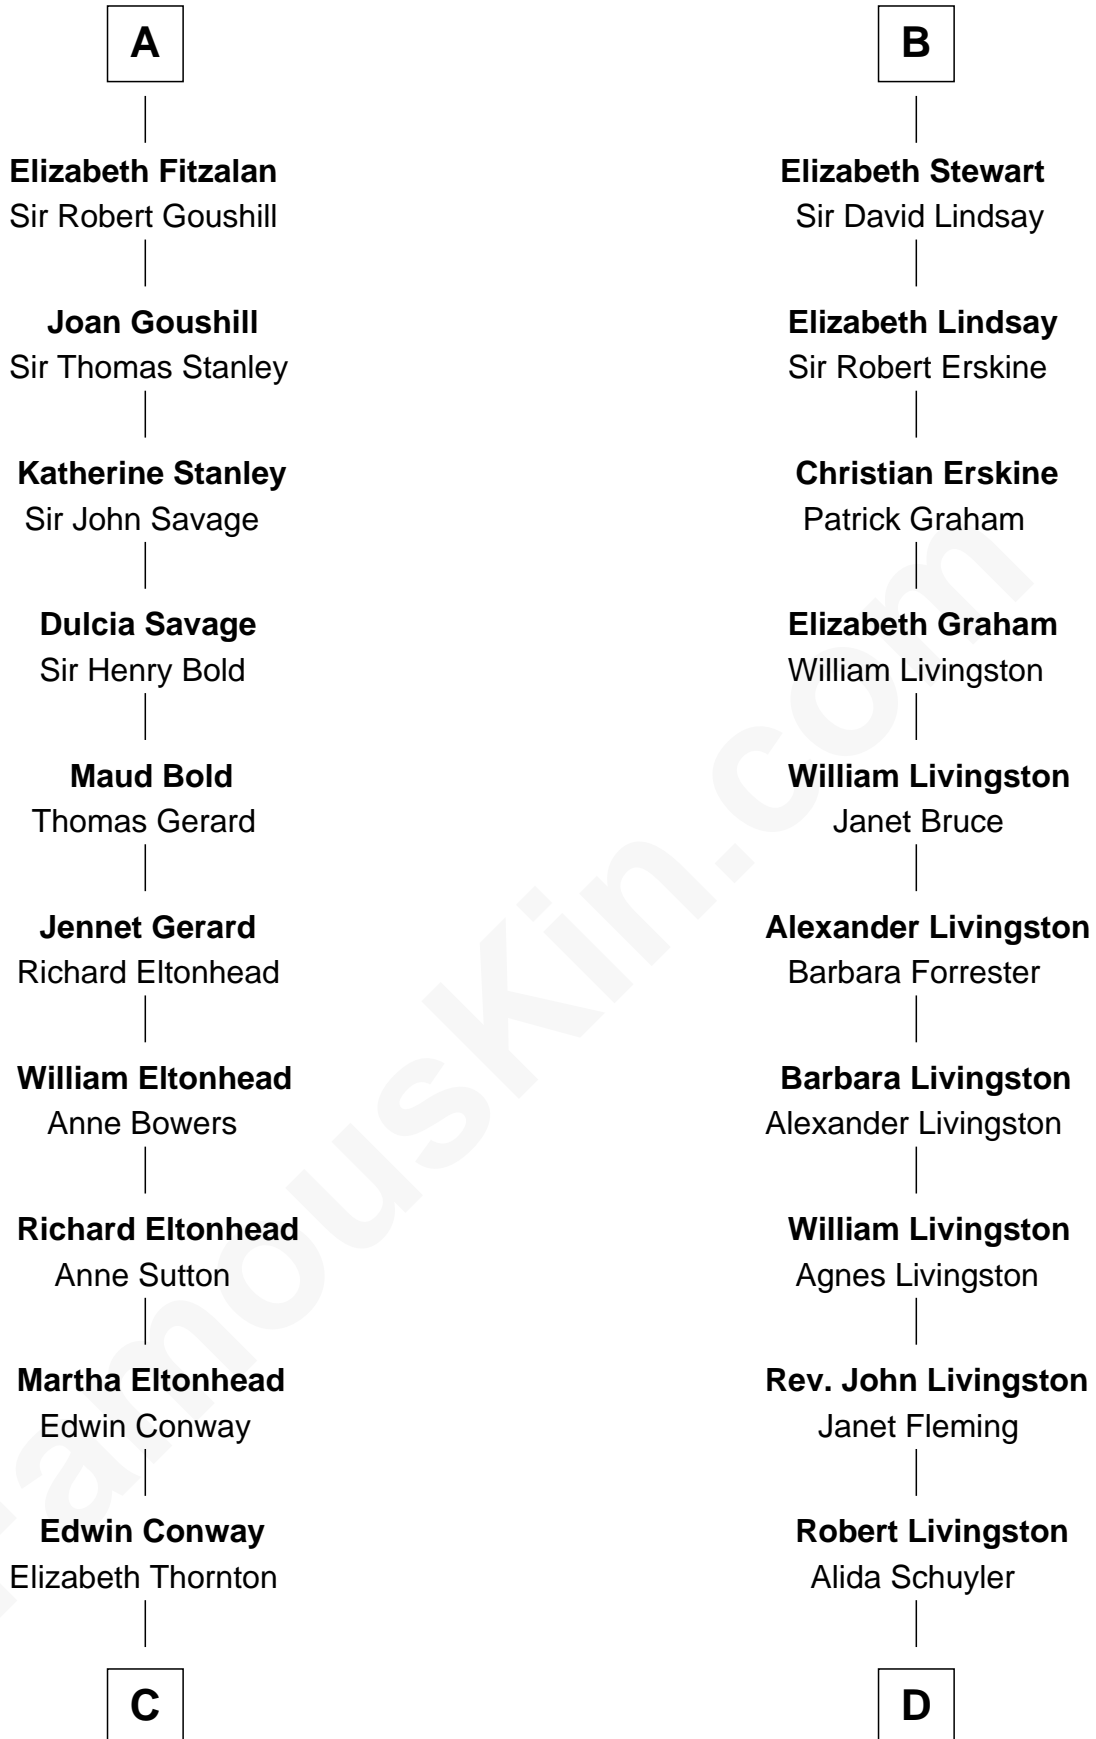 A
Elizabeth Fitzalan
Sir Robert Goushill
Joan Goushill
Sir Thomas Stanley
Katherine Stanley
Sir John Savage
Dulcia Savage
Sir Henry Bold
Maud Bold
Thomas Gerard
Jennet Gerard
Richard Eltonhead
William Eltonhead
Anne Bowers
Richard Eltonhead
Anne Sutton
Martha Eltonhead
Edwin Conway
Edwin Conway
Elizabeth Thornton
C
B
Elizabeth Stewart
Sir David Lindsay
Elizabeth Lindsay
Sir Robert Erskine
Christian Erskine
Patrick Graham
Elizabeth Graham
William Livingston
William Livingston
Janet Bruce
Alexander Livingston
Barbara Forrester
Barbara Livingston
Alexander Livingston
William Livingston
Agnes Livingston
Rev. John Livingston
Janet Fleming
Robert Livingston
Alida Schuyler
D
FamousKin.com